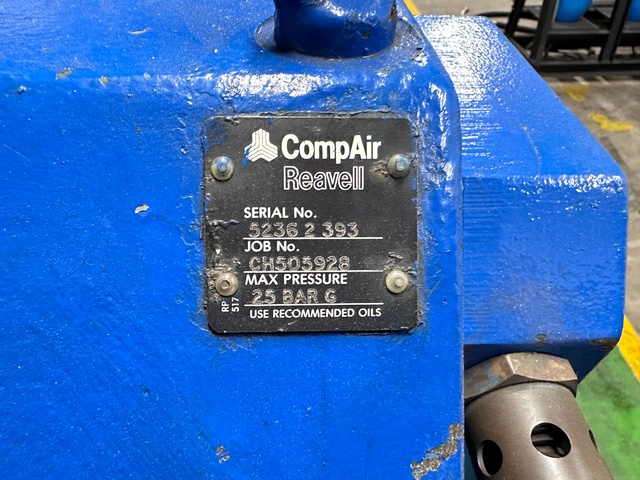 CompAir
Reavell
SERIAL No.
5236 2 393
JOB No.
CH505928
MAX PRESSURE
25 BAR G
RP
517
USE RECOMMENDED OILS